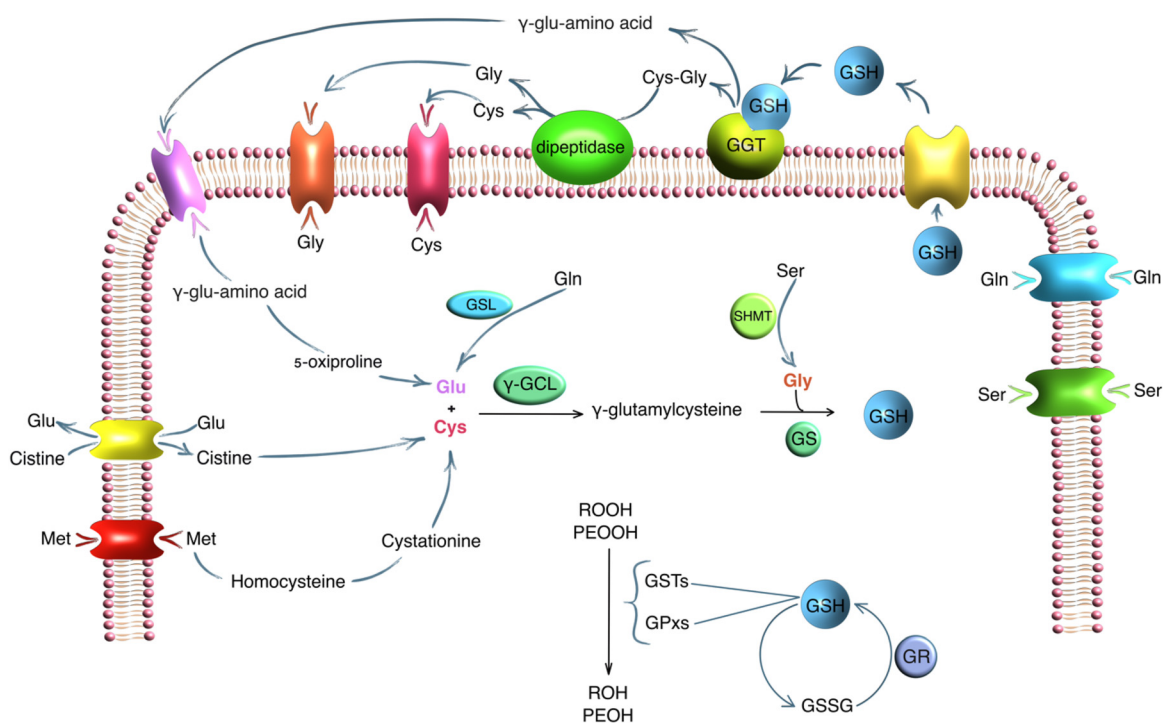 γ-glu-amino acid
Gly
Cys-Gly
GSH
GSH
Cys
dipeptidase
GGT
Gly
Cys
GSH
γ-glu-amino acid
GSL
Gln
Ser
Gln
Gln
SHMT
5-oxiproline
Glu
γ-GCL
Gly
Ser
Ser
+
γ-glutamylcysteine
GSH
Glu
Glu
Cys
GS
Cistine
Cistine
ROOH
PEOOH
Met
Met
Cystationine
Homocysteine
GSTs
GSH
GPxs
GR
ROH
PEOH
GSSG